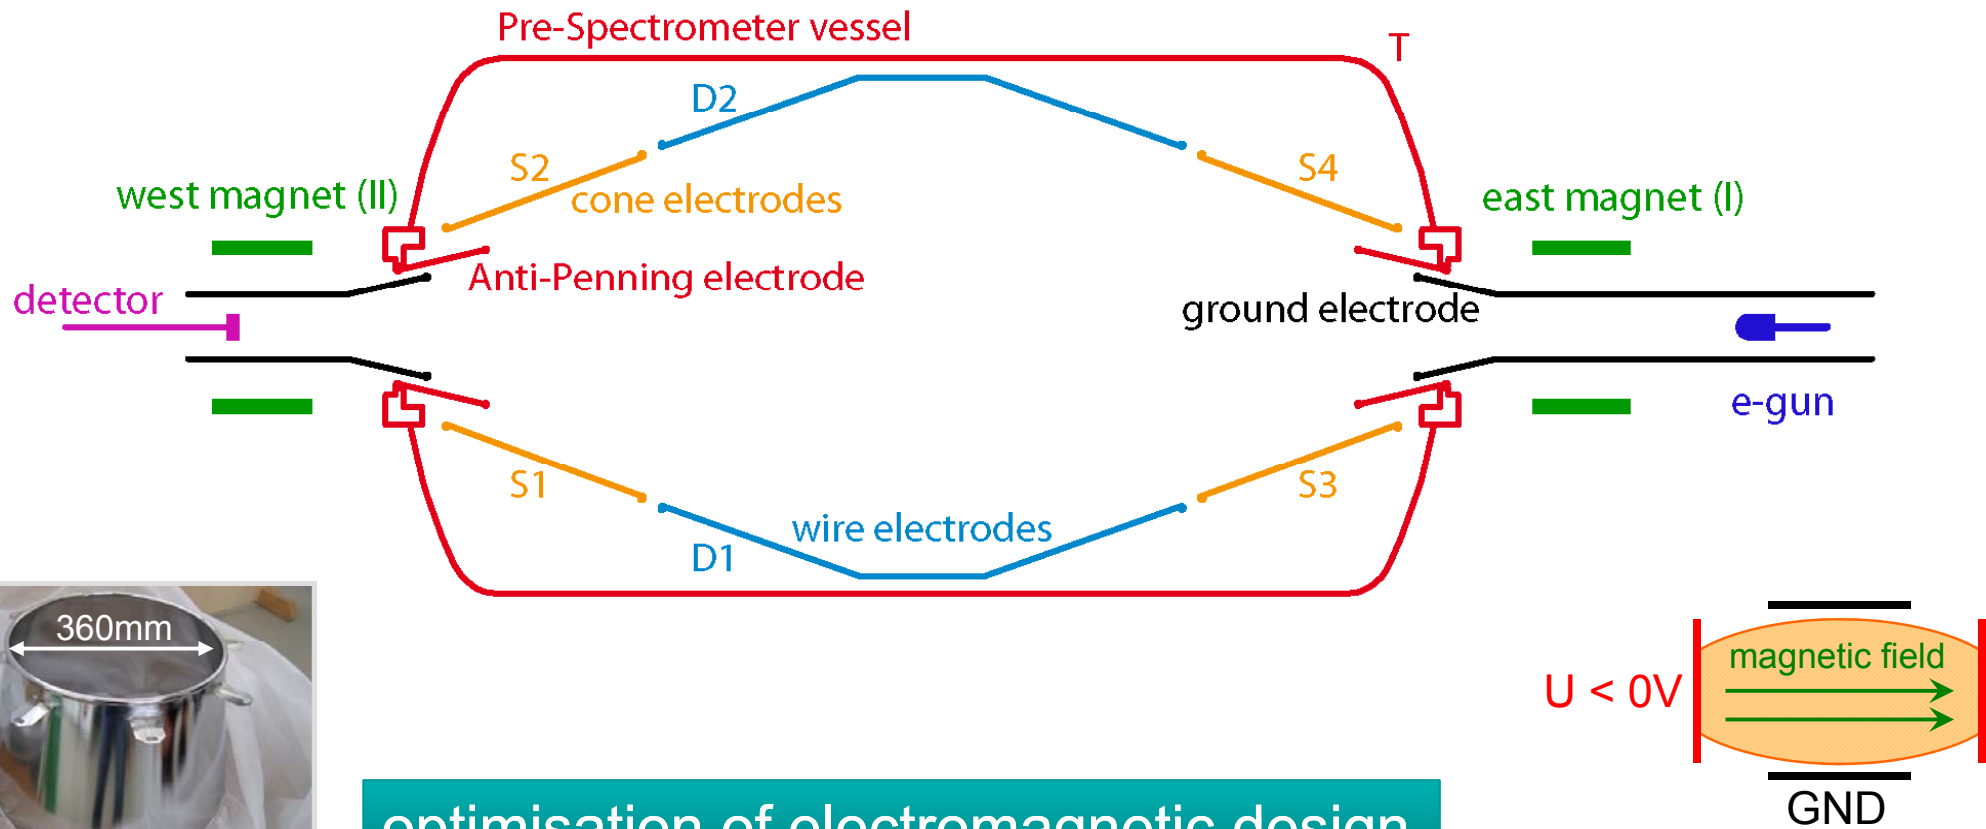 Pre-Spectrometer vessel
T
D2
S2
S4
west magnet (II)
cone electrodes
east magnet (I)
Anti-Penning electrode
detector
ground electrode
e-gun
S1
S3
wire electrodes
D1
360mm
magnetic field
U < 0V
GND
optimisation of electromagnetic design